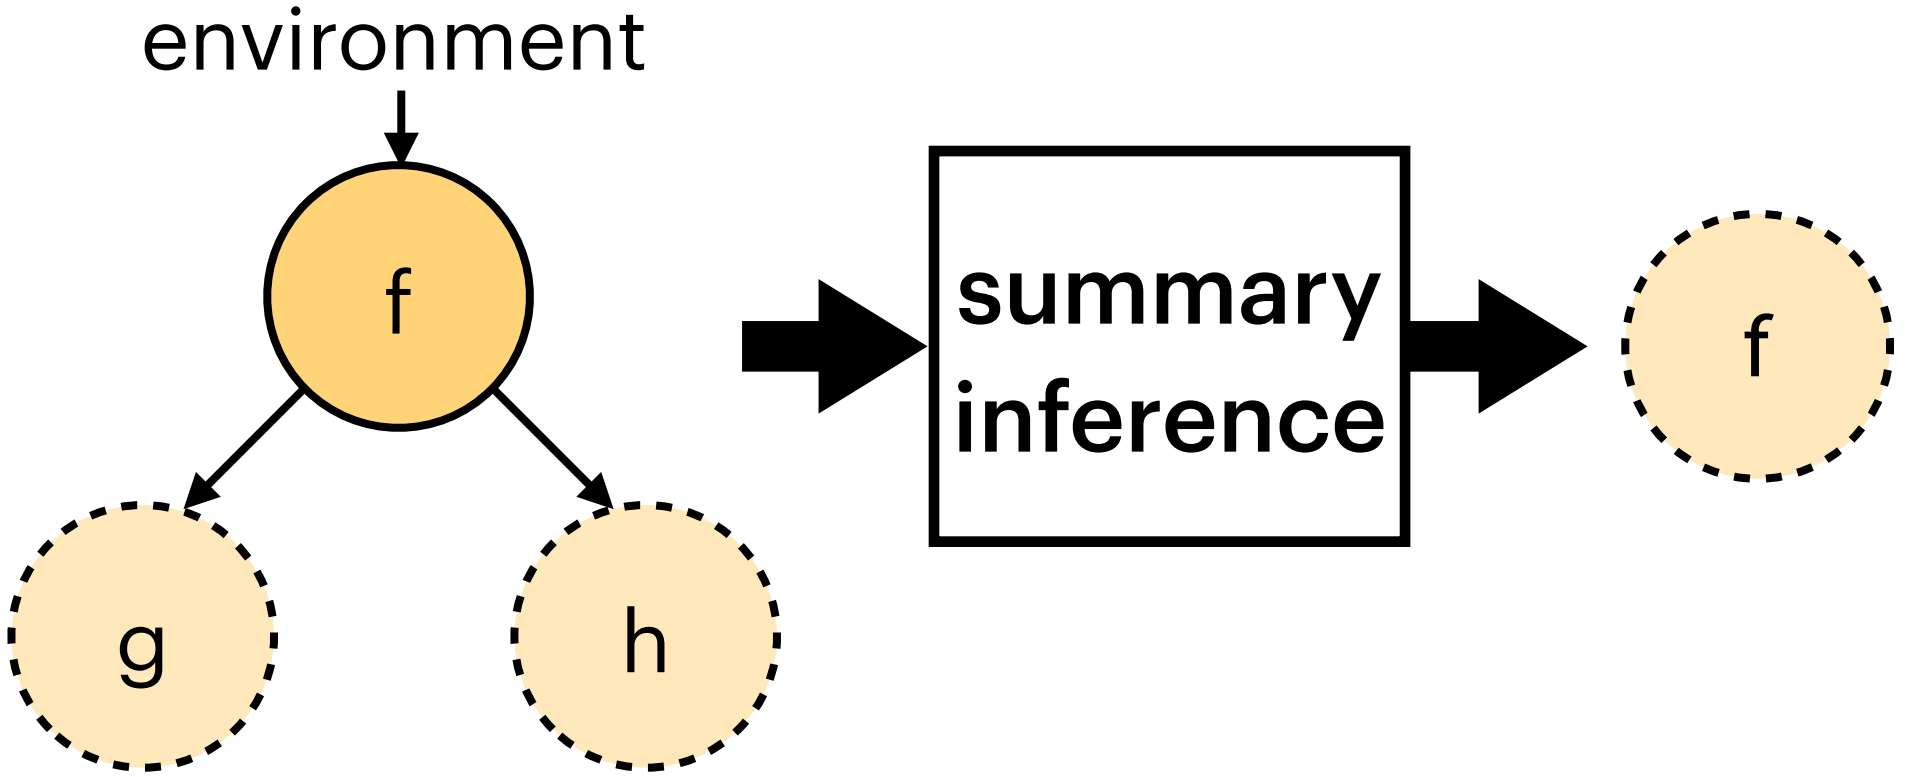 environment
f
g
h
summary
inference
f